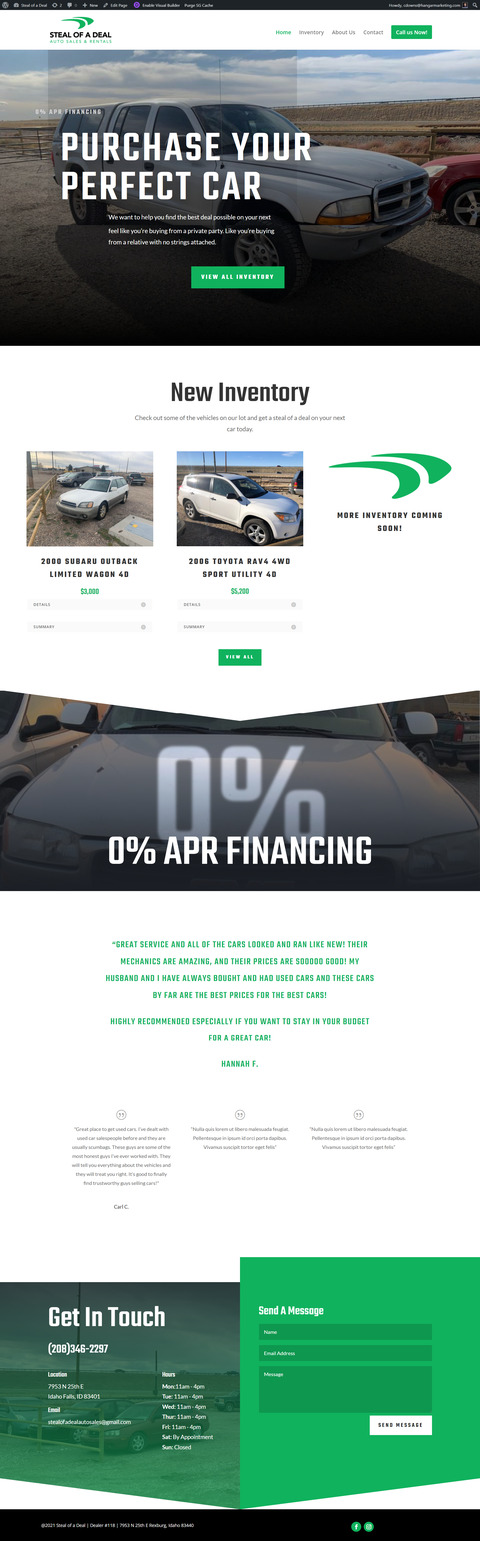 Steal of a Deal
2
0
New
Edit Page
Enable Visual Builder
Purge SG Cache
STEAL OF A DEAL
AUTO SALES & RENTALS
Home
Inventory
About Us
Contact
Call us Now!
0% APR FINANCING
PURCHASE YOUR
PERFECT CAR
We want to help you find the best deal possible on your next
feel like you're buying from a private party. Like you're buying
from a relative with no strings attached.
VIEW ALL INVENTORY
New Inventory
Check out some of the vehicles on our lot and get a steal of a deal on your next
car today.
2000 SUBARU OUTBACK
LIMITED WAGON 4D
$3,000
DETAILS
SUMMARY
2006 TOYOTA RAV4 4WD
SPORT UTILITY 4D
$5,200
DETAILS
SUMMARY
MORE INVENTORY COMING
SOON!
VIEW ALL
0%
0% APR FINANCING
"GREAT SERVICE AND ALL OF THE CARS LOOKED AND RAN LIKE NEW! THEIR
MECHANICS ARE AMAZING, AND THEIR PRICES ARE SOOOOO GOOD! MY
HUSBAND AND I HAVE ALWAYS BOUGHT AND HAD USED CARS AND THESE CARS
BY FAR ARE THE BEST PRICES FOR THE BEST CARS!
HIGHLY RECOMMENDED ESPECIALLY IF YOU WANT TO STAY IN YOUR BUDGET
FOR A GREAT CAR!
HANNAH F.
"Great place to get used cars. I've dealt with
used car salespeople before and they are
usually scumbags. These guys are some of the
most honest guys I've ever worked with. They
will tell you everything about the vehicles and
they will treat you right. It's good to finally
find trustworthy guys selling cars!"
Carl C.
"Nulla quis lorem ut libero malesuada feugiat.
Pellentesque in ipsum id orci porta dapibus.
Vivamus suscipit tortor eget felis"
"Nulla quis lorem ut libero malesuada feugiat.
Pellentesque in ipsum id orci porta dapibus.
Vivamus suscipit tortor eget felis"
Get In Touch
(208)346-2297
Location
7953 N 25th E
Idaho Falls, ID 83401
Email
stealofadealautosales@gmail.com
Hours
Mon:11am - 4pm
Tue: 11am - 4pm
Wed: 11am - 4pm
Thur: 11am - 4pm
Fri: 11am - 4pm
Sat: By Appointment
Sun: Closed
Send A Message
Name
Email Address
Message
SEND MESSAGE
@2021 Steal of a Deal | Dealer #118 | 7953 N 25th E Rexburg, Idaho 83440